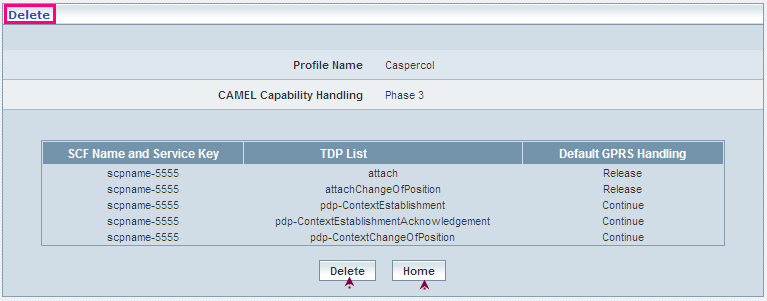 Delete
Profile Name Caspercol
CAMEL Capability Handling Phase 3
SCF Name and Service Key TDP List Default GPRS Handling
scpname-5555 attach Release
scpname-5555 attachChangeOfPosition Release
scpname-5555 pdp-ContextEstablishment Continue
scpname-5555 pdp-ContextEstablishmentAcknowledgement Continue
scpname-5555 pdp-ContextChangeOfPosition Continue
Delete Home